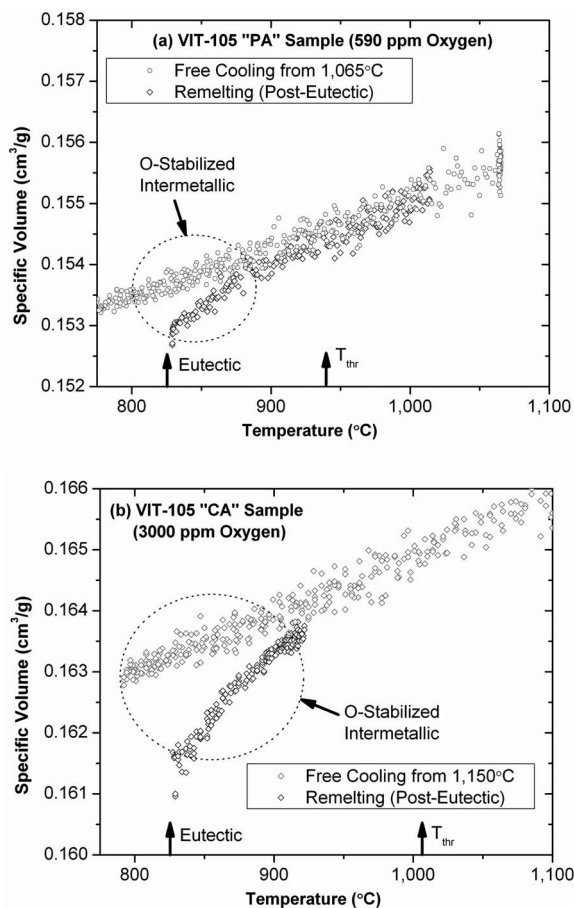 0.158
(a) VIT-105 "PA" Sample (590 ppm Oxygen)
Free Cooling from 1,065°C
Remelting (Post-Eutectic)
0.157
0.156
O-Stabilized
Intermetallic
0.155
0.154
0.153
0.152
Specific Volume (cm³/g)
Eutectic
T_thr
800
900
1,000
1,100
Temperature (°C)
0.166
(b) VIT-105 "CA" Sample
(3000 ppm Oxygen)
0.165
0.164
0.163
0.162
0.161
0.160
Specific Volume (cm³/g)
O-Stabilized
Intermetallic
Free Cooling from 1,150°C
Remelting (Post-Eutectic)
Eutectic
T_thr
800
900
1,000
1,100
Temperature (°C)